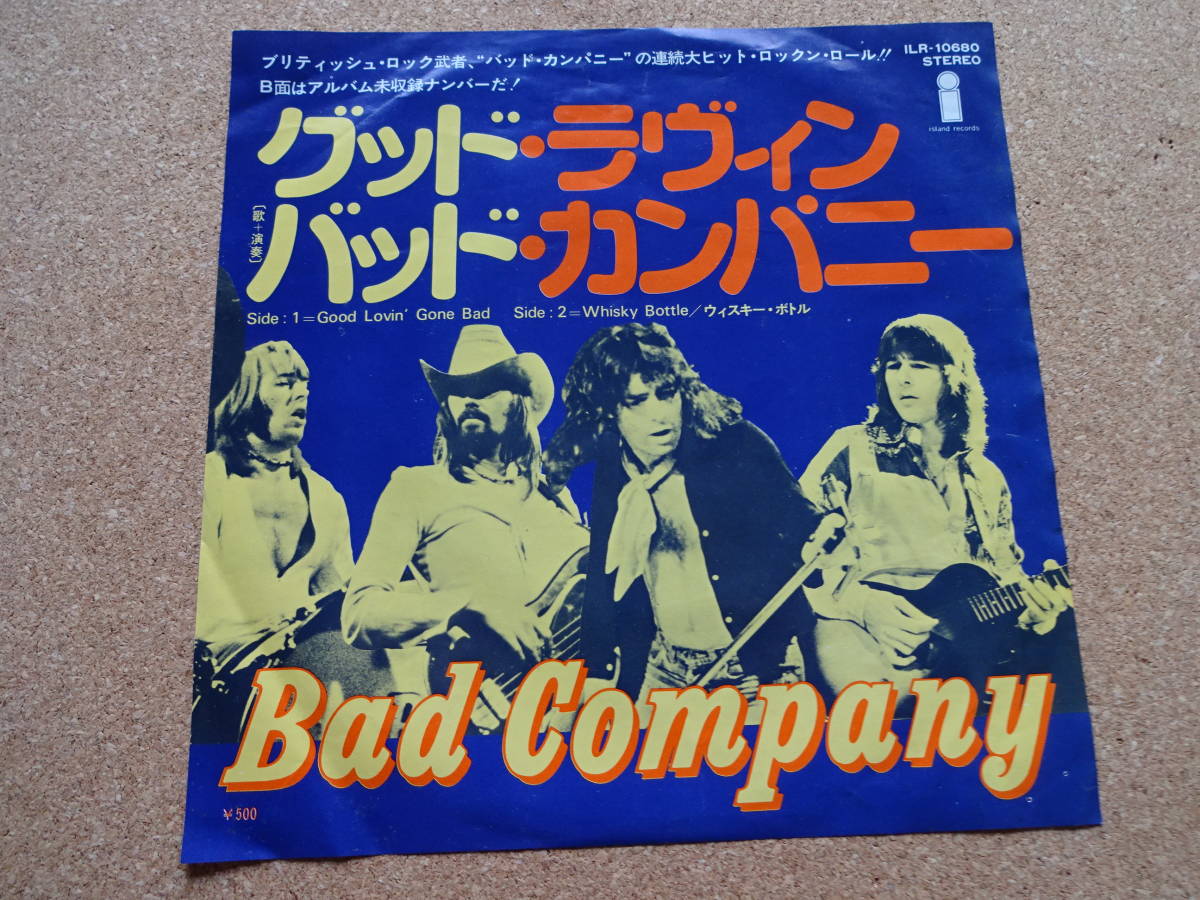 ブリティッシュ・ロック武者、“バッド・カンパニー”の連続大ヒット・ロックン・ロール!!
B面はアルバム未収録ナンバーだ!
ILR-10680
STEREO
island records
グッド・ラヴィン
〔歌+演奏〕
バッド・カンパニー
Side : 1=Good Lovin' Gone Bad Side : 2=Whisky Bottle/ウィスキー・ボトル
Bad Company
¥500